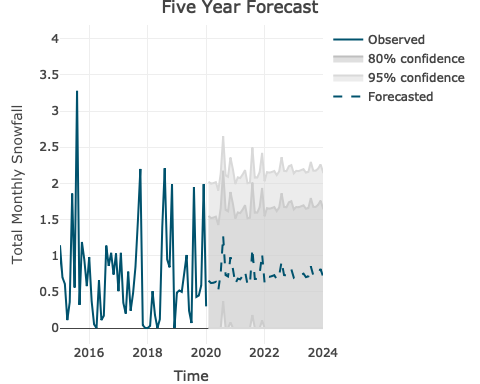 Five Year Forecast
4
3.5
3
2.5
2
1.5
1
0.5
0
Total Monthly Snowfall
2016
2018
2020
2022
2024
Time
Observed
80% confidence
95% confidence
Forecasted